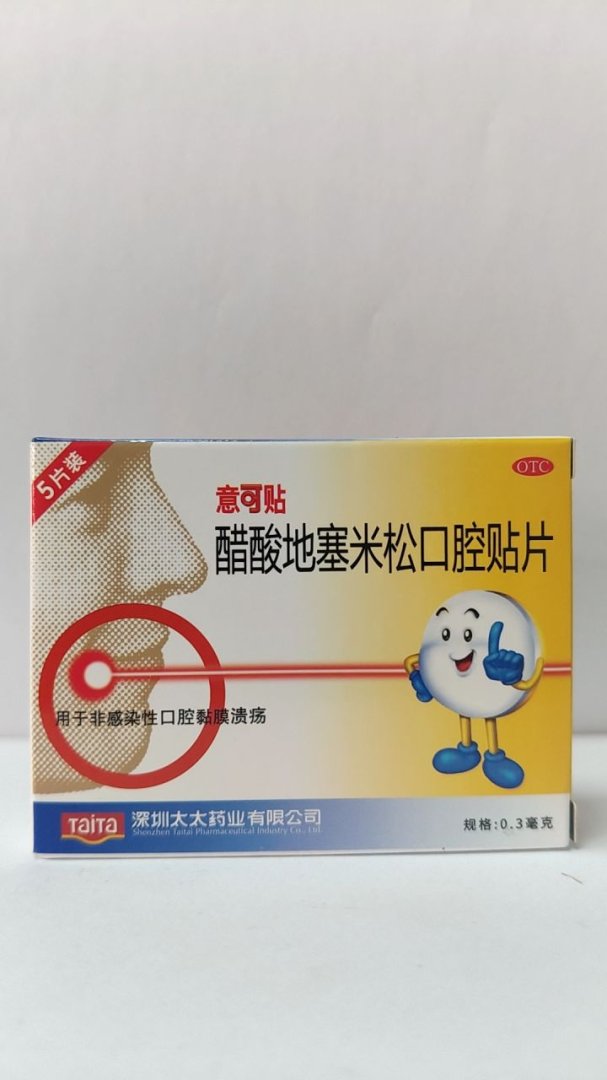 5片装
OTC
意可贴
醋酸地塞米松口腔贴片
用于非感染性口腔黏膜溃疡
TaiTa
深圳太太药业有限公司
Shenzhen Taitai Pharmaceutical Industry Co., Ltd.
规格:0.3毫克